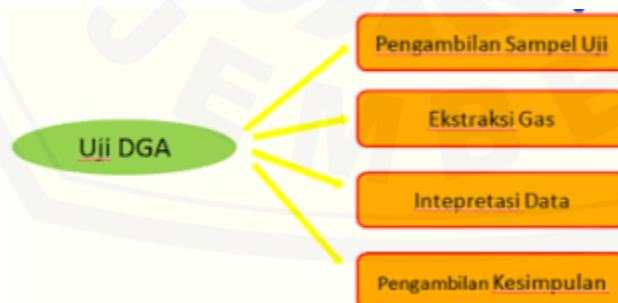 Pengambilan Sampel Uji
Ekstraksi Gas
Uji DGA
Intepretasi Data
Pengambilan Kesimpulan